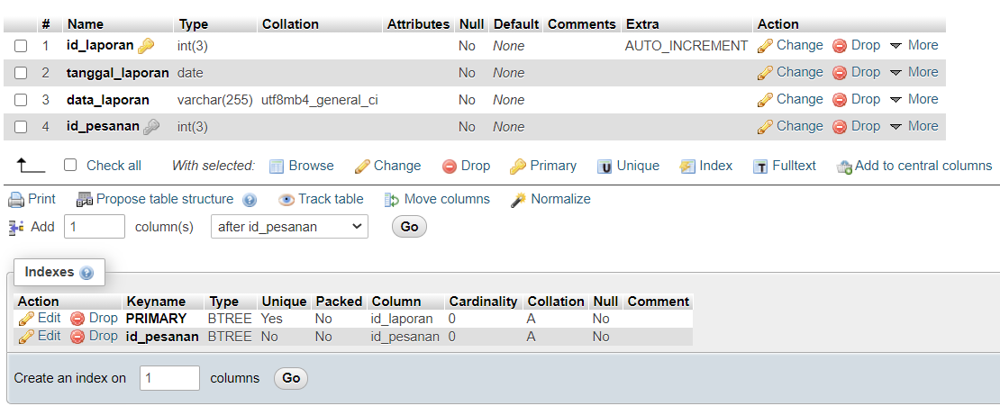 # Name Type Collation Attributes Null Default Comments Extra Action
1 id_laporan int(3) No None AUTO_INCREMENT Change Drop More
2 tanggal_laporan date No None Change Drop More
3 data_laporan varchar(255) utf8mb4_general_ci No None Change Drop More
4 id_pesanan int(3) No None Change Drop More
Check all With selected: Browse Change Drop Primary U Unique Index T Fulltext Add to central columns
Print Propose table structure ? Track table Move columns Normalize
Add 1 column(s) after id_pesanan Go
Indexes ?
Action Keyname Type Unique Packed Column Cardinality Collation Null Comment
Edit Drop PRIMARY BTREE Yes No id_laporan 0 A No
Edit Drop id_pesanan BTREE No No id_pesanan 0 A No
Create an index on 1 columns Go